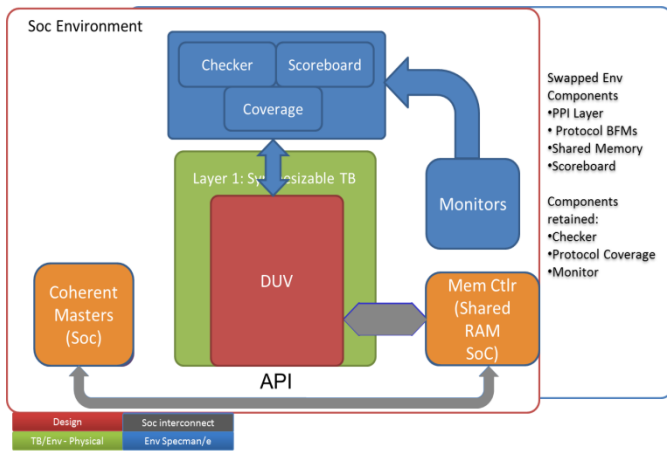 Soc Environment
Checker
Scoreboard
Coverage
Layer 1: Synthesizable TB
DUV
Monitors
Coherent
Masters
(Soc)
Mem Ctlr
(Shared
RAM
SoC)
API
Swapped Env
Components
•PPI Layer
• Protocol BFMs
•Shared Memory
•Scoreboard
Components
retained:
•Checker
•Protocol Coverage
•Monitor
Design
Soc interconnect
TB/Env - Physical
Env Specman/e